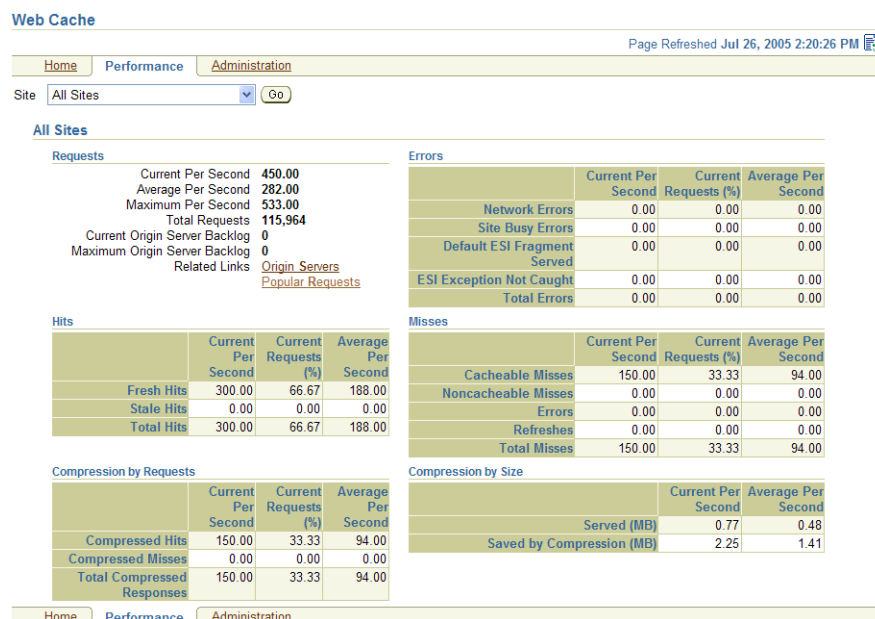 Web Cache
Page Refreshed Jul 26, 2005 2:20:26 PM
Home Performance Administration
Site All Sites Go
All Sites
Requests
Current Per Second 450.00
Average Per Second 282.00
Maximum Per Second 533.00
Total Requests 115,964
Current Origin Server Backlog 0
Maximum Origin Server Backlog 0
Related Links Origin Servers
Popular Requests
Errors
Current Per Second Current Requests (%) Average Per Second
Network Errors 0.00 0.00 0.00
Site Busy Errors 0.00 0.00 0.00
Default ESI Fragment Served 0.00 0.00 0.00
ESI Exception Not Caught 0.00 0.00 0.00
Total Errors 0.00 0.00 0.00
Hits
Current Per Second Current Requests (%) Average Per Second
Fresh Hits 300.00 66.67 188.00
Stale Hits 0.00 0.00 0.00
Total Hits 300.00 66.67 188.00
Misses
Current Per Second Current Requests (%) Average Per Second
Cacheable Misses 150.00 33.33 94.00
Noncacheable Misses 0.00 0.00 0.00
Errors 0.00 0.00 0.00
Refreshes 0.00 0.00 0.00
Total Misses 150.00 33.33 94.00
Compression by Requests
Current Per Second Current Requests (%) Average Per Second
Compressed Hits 150.00 33.33 94.00
Compressed Misses 0.00 0.00 0.00
Total Compressed Responses 150.00 33.33 94.00
Compression by Size
Current Per Second Average Per Second
Served (MB) 0.77 0.48
Saved by Compression (MB) 2.25 1.41
Home Performance Administration